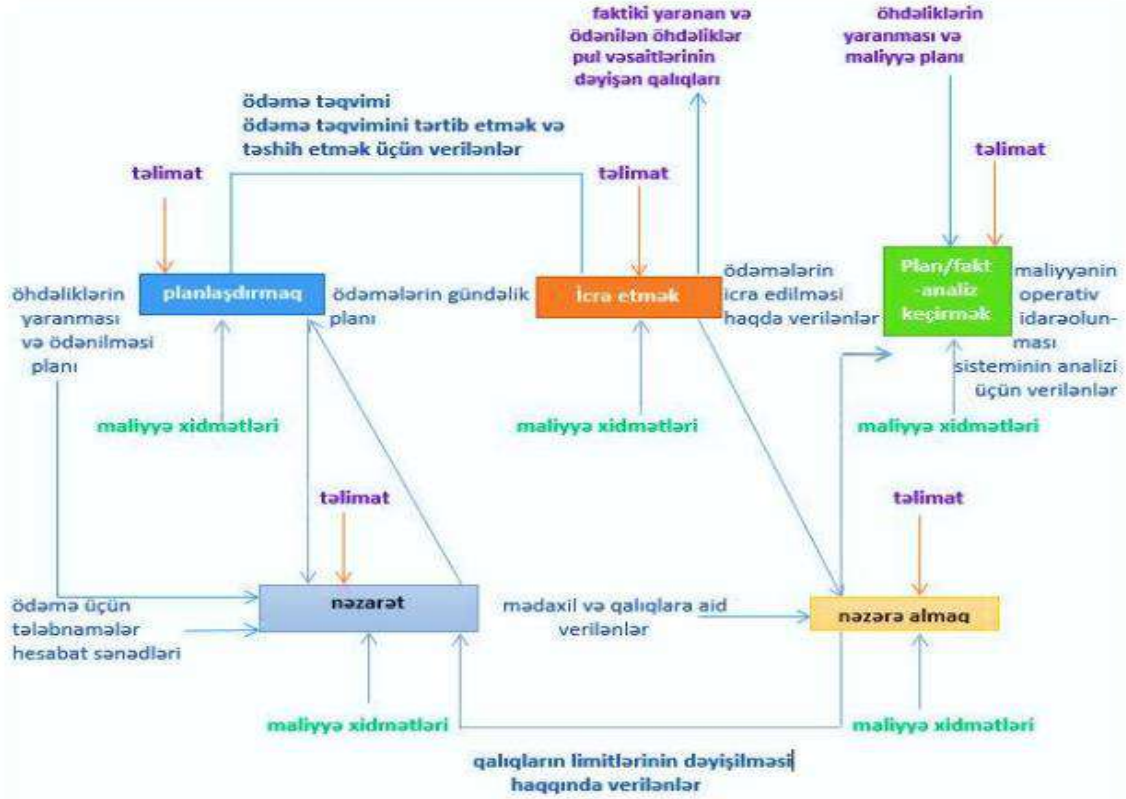 faktiki yaranan və
ödənilən öhdəliklər
pul vəsaitlərinin
dəyişən qalıqları
öhdəliklərin
yaranması və
maliyyə planı
ödəmə təqvimi
ödəmə təqvimini tərtib etmək və
təshih etmək üçün verilənlər
təlimat
təlimat
təlimat
öhdəliklərin
yaranması
və ödənilməsi
planı
planlaşdırmaq
ödəmələrin gündəlik
planı
İcra etmək
ödəmələrin
icra edilməsi
haqda verilənlər
Plan/fakt
-analiz
keçirmək
maliyyənin
operativ
idarəolun-
ması
sisteminin analizi
üçün verilənlər
maliyyə xidmətləri
maliyyə xidmətləri
maliyyə xidmətləri
təlimat
təlimat
ödəmə üçün
tələbnamələr
hesabat sənədləri
nəzarət
mədaxil və qalıqlara aid
verilənlər
nəzərə almaq
maliyyə xidmətləri
maliyyə xidmətləri
qalıqların limitlərinin dəyişilməsi
haqqında verilənlər